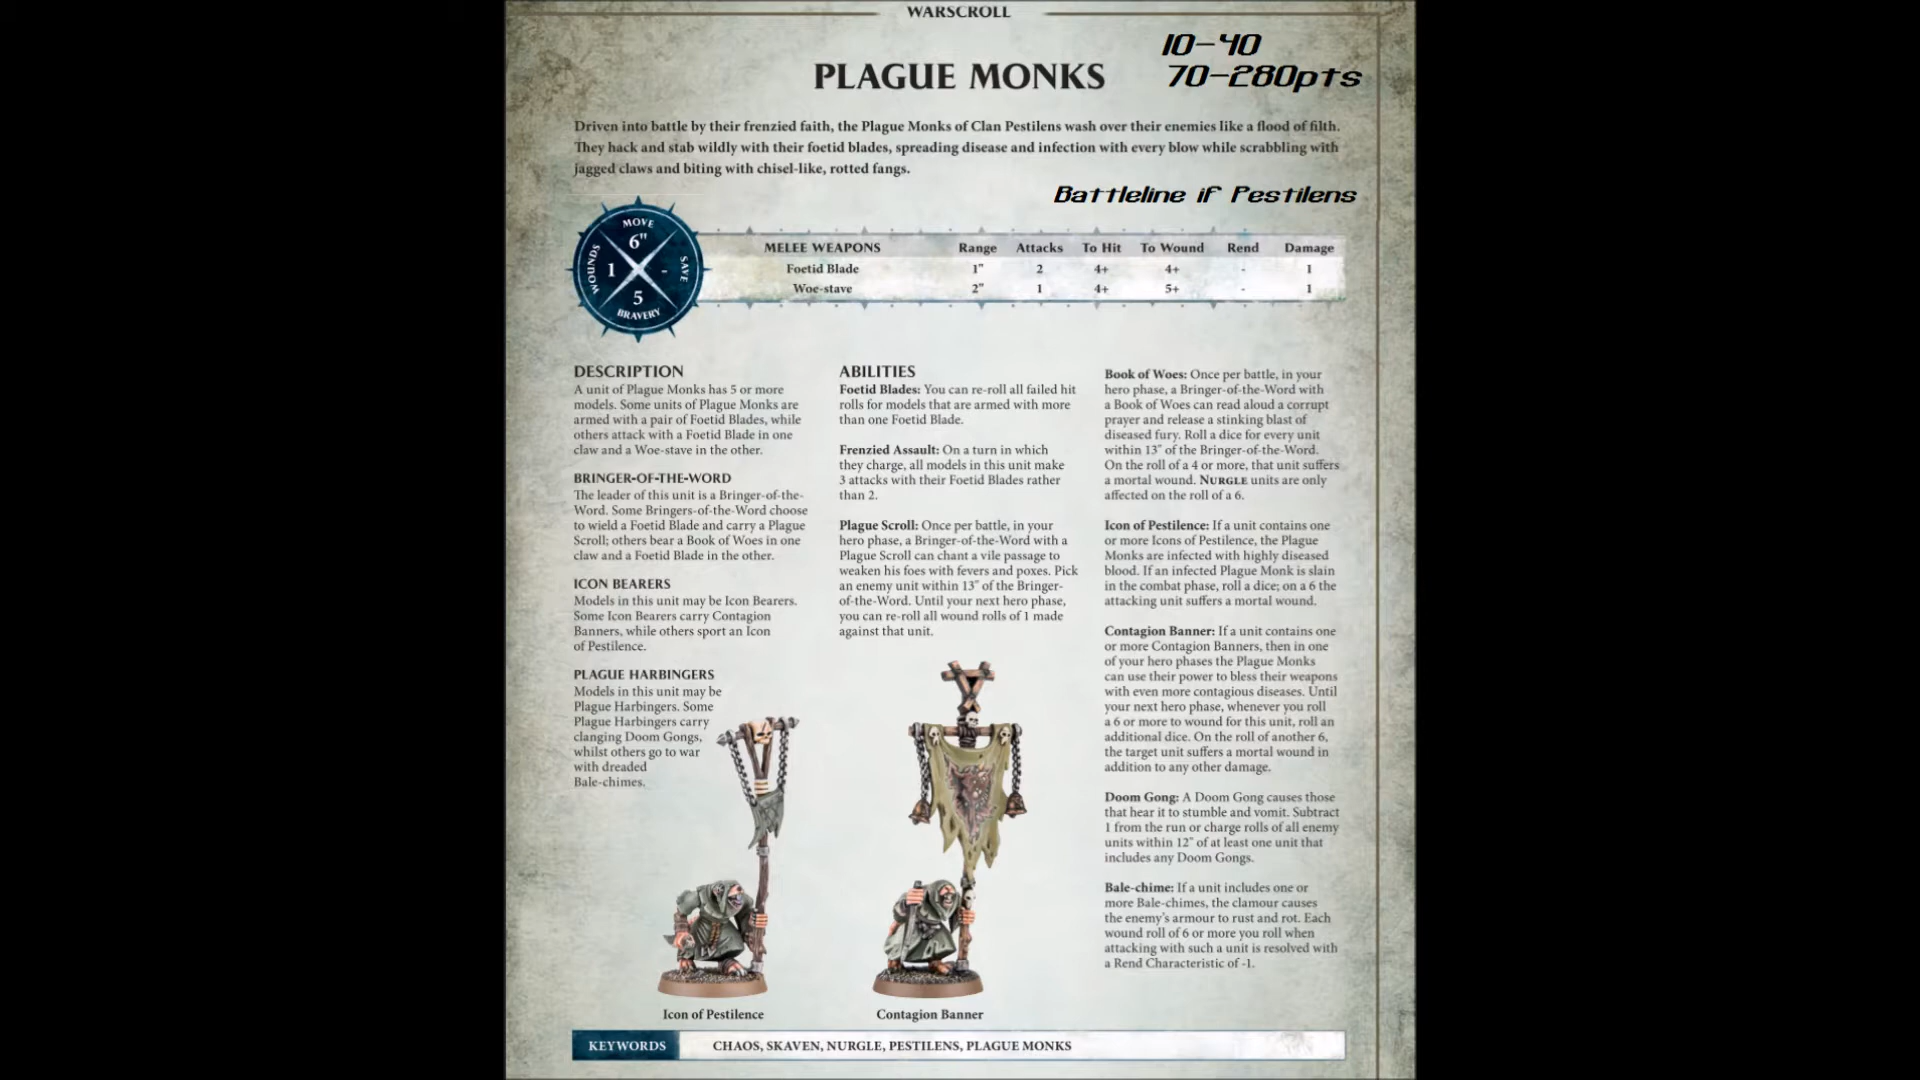 WARSCROLL
10-40
PLAGUE MONKS
70-280pts
Driven into battle by their frenzied faith, the Plague Monks of Clan Pestilens wash over their enemies like a flood of filth.
They hack and stab wildly with their foetid blades, spreading disease and infection with every blow while scrabbling with
jagged claws and biting with chisel-like, rotted fangs.
Battleline if Pestilens
MOVE
6"
WOUNDS
1
-
SAVE
5
BRAVERY
MELEE WEAPONS Range Attacks To Hit To Wound Rend Damage
Foetid Blade 1" 2 4+ 4+ - 1
Woe-stave 2" 1 4+ 5+ - 1
DESCRIPTION
A unit of Plague Monks has 5 or more
models. Some units of Plague Monks are
armed with a pair of Foetid Blades, while
others attack with a Foetid Blade in one
claw and a Woe-stave in the other.
BRINGER-OF-THE-WORD
The leader of this unit is a Bringer-of-the-
Word. Some Bringers-of-the-Word choose
to wield a Foetid Blade and carry a Plague
Scroll; others bear a Book of Woes in one
claw and a Foetid Blade in the other.
ICON BEARERS
Models in this unit may be Icon Bearers.
Some Icon Bearers carry Contagion
Banners, while others sport an Icon
of Pestilence.
PLAGUE HARBINGERS
Models in this unit may be
Plague Harbingers. Some
Plague Harbingers carry
clanging Doom Gongs,
whilst others go to war
with dreaded
Bale-chimes.
ABILITIES
Foetid Blades: You can re-roll all failed hit
rolls for models that are armed with more
than one Foetid Blade.
Frenzied Assault: On a turn in which
they charge, all models in this unit make
3 attacks with their Foetid Blades rather
than 2.
Plague Scroll: Once per battle, in your
hero phase, a Bringer-of-the-Word with a
Plague Scroll can chant a vile passage to
weaken his foes with fevers and poxes. Pick
an enemy unit within 13" of the Bringer-
of-the-Word. Until your next hero phase,
you can re-roll all wound rolls of 1 made
against that unit.
Book of Woes: Once per battle, in your
hero phase, a Bringer-of-the-Word with
a Book of Woes can read aloud a corrupt
prayer and release a stinking blast of
diseased fury. Roll a dice for every unit
within 13" of the Bringer-of-the-Word.
On the roll of a 4 or more, that unit suffers
a mortal wound. NURGLE units are only
affected on the roll of a 6.
Icon of Pestilence: If a unit contains one
or more Icons of Pestilence, the Plague
Monks are infected with highly diseased
blood. If an infected Plague Monk is slain
in the combat phase, roll a dice; on a 6 the
attacking unit suffers a mortal wound.
Contagion Banner: If a unit contains one
or more Contagion Banners, then in one
of your hero phases the Plague Monks
can use their power to bless their weapons
with even more contagious diseases. Until
your next hero phase, whenever you roll
a 6 or more to wound for this unit, roll an
additional dice. On the roll of another 6,
the target unit suffers a mortal wound in
addition to any other damage.
Doom Gong: A Doom Gong causes those
that hear it to stumble and vomit. Subtract
1 from the run or charge rolls of all enemy
units within 12" of at least one unit that
includes any Doom Gongs.
Bale-chime: If a unit includes one or
more Bale-chimes, the clamour causes
the enemy's armour to rust and rot. Each
wound roll of 6 or more you roll when
attacking with such a unit is resolved with
a Rend Characteristic of -1.
Icon of Pestilence
Contagion Banner
KEYWORDS CHAOS, SKAVEN, NURGLE, PESTILENS, PLAGUE MONKS